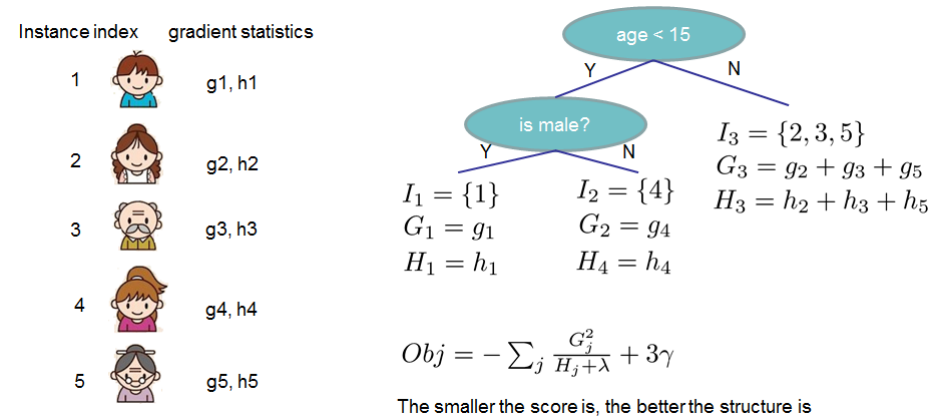 Instance index gradient statistics
1 g1, h1
2 g2, h2
3 g3, h3
4 g4, h4
5 g5, h5
age < 15
Y N
is male?
Y N
I₁ = {1}
G₁ = g₁
H₁ = h₁
I₂ = {4}
G₂ = g₄
H₄ = h₄
I₃ = {2, 3, 5}
G₃ = g₂ + g₃ + g₅
H₃ = h₂ + h₃ + h₅
Obj = − ∑ⱼ Gⱼ²/(Hⱼ+λ) + 3γ
The smaller the score is, the better the structure is